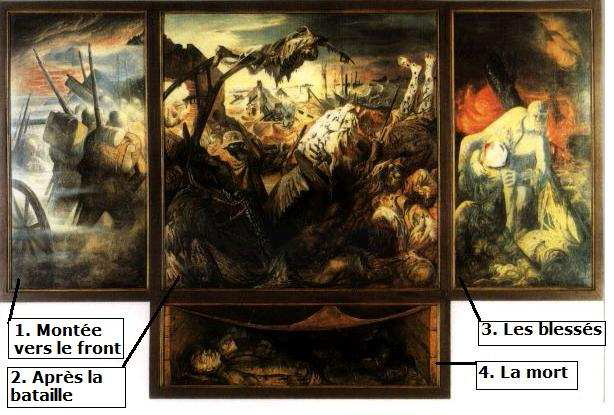 1. Montée
vers le front
2. Après la
bataille
3. Les blessés
4. La mort